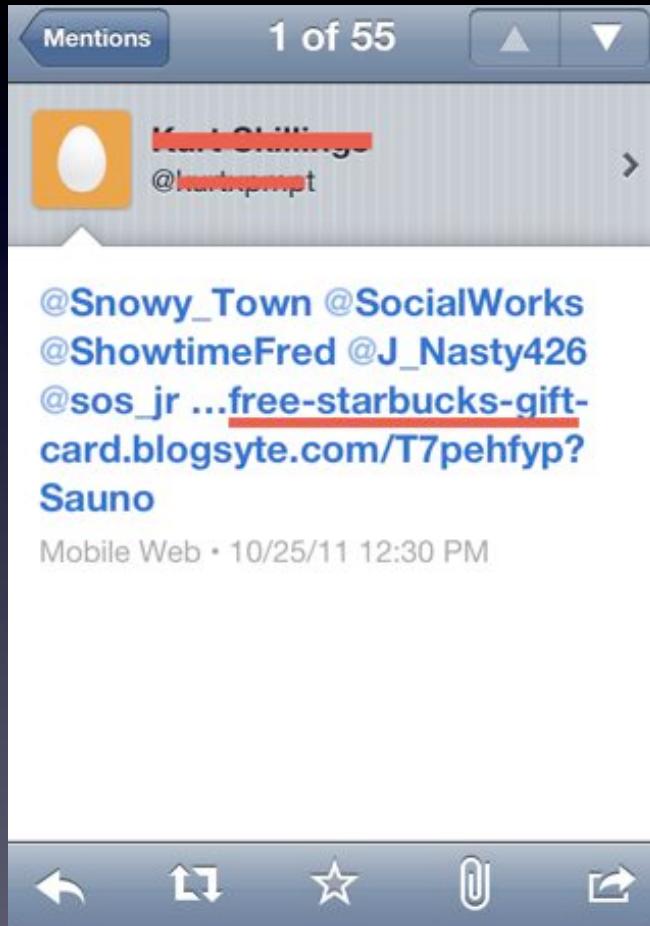 Mentions
1 of 55
@Snowy_Town @SocialWorks
@ShowtimeFred @J_Nasty426
@sos_jr ...free-starbucks-gift-
card.blogsyte.com/T7pehfyp?
Sauno
Mobile Web • 10/25/11 12:30 PM